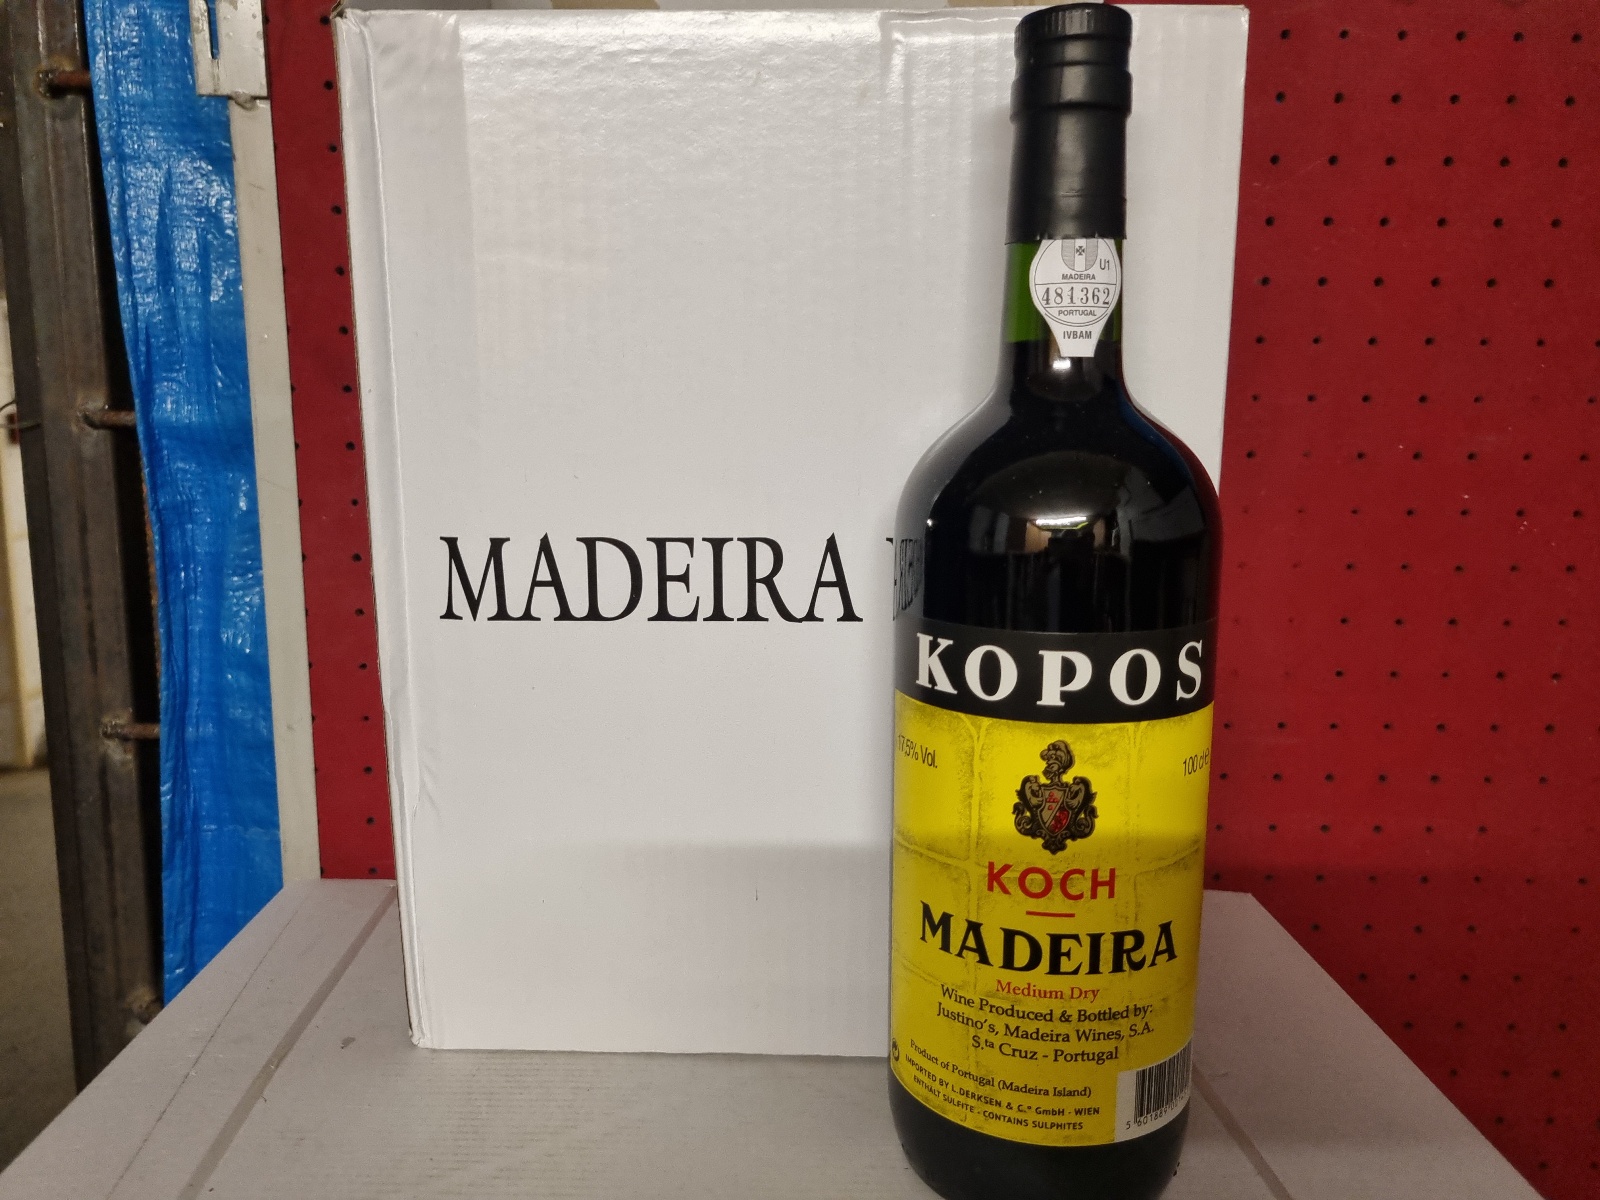 MADEIRA
U1
MADEIRA
481362
PORTUGAL
IVBAM
KOPOS
17,5% Vol.
100 cl e
KOCH
MADEIRA
Medium Dry
Wine Produced & Bottled by:
Justino's, Madeira Wines, S.A.
S.ta Cruz - Portugal
Product of Portugal (Madeira Island)
IMPORTED BY L.DERKSEN & C.º GmbH - WIEN
ENTHÄLT SULFITE - CONTAINS SULPHITES